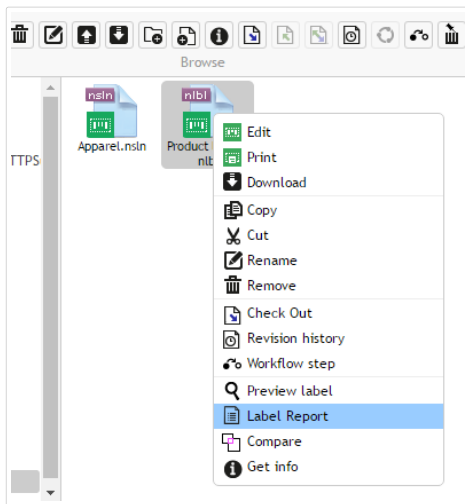 Browse
nsln
nlbl
Apparel.nsln
Product
nlb
TTPS
Edit
Print
Download
Copy
Cut
Rename
Remove
Check Out
Revision history
Workflow step
Preview label
Label Report
Compare
Get info